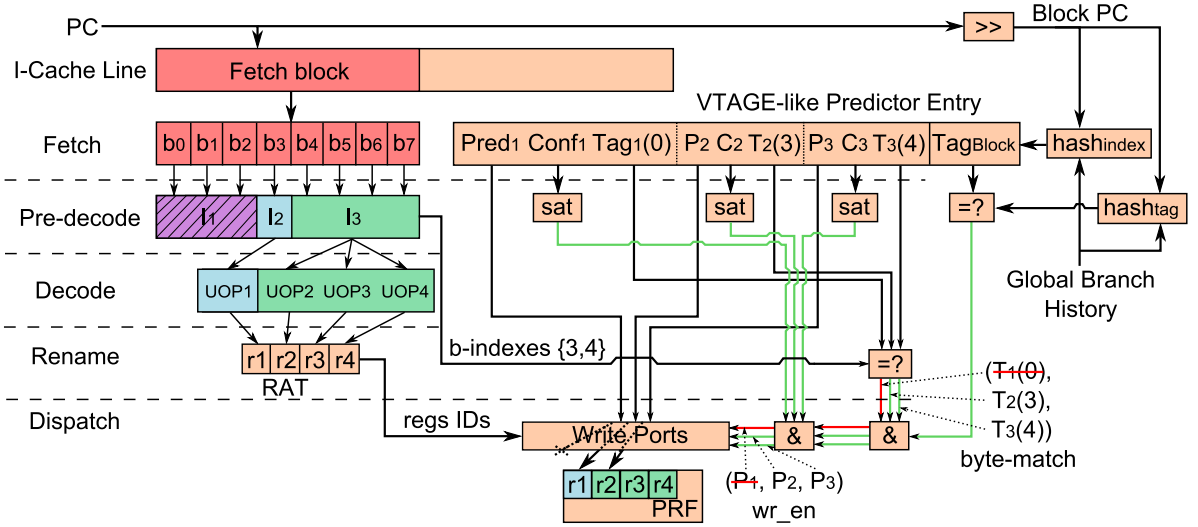 PC
>>
Block PC
I-Cache Line
Fetch block
VTAGE-like Predictor Entry
Fetch
b0 b1 b2 b3 b4 b5 b6 b7
Pred1 Conf1 Tag1(0) P2 C2 T2(3) P3 C3 T3(4) TagBlock
hashindex
Pre-decode
I1 I2 I3
sat sat sat =?
hashtag
Decode
UOP1 UOP2 UOP3 UOP4
Global Branch
History
Rename
r1 r2 r3 r4
RAT
b-indexes {3,4}
=?
(T1(0),
T2(3),
T3(4))
byte-match
Dispatch
regs IDs
Write Ports
& &
(P1, P2, P3)
wr_en
r1 r2 r3 r4
PRF